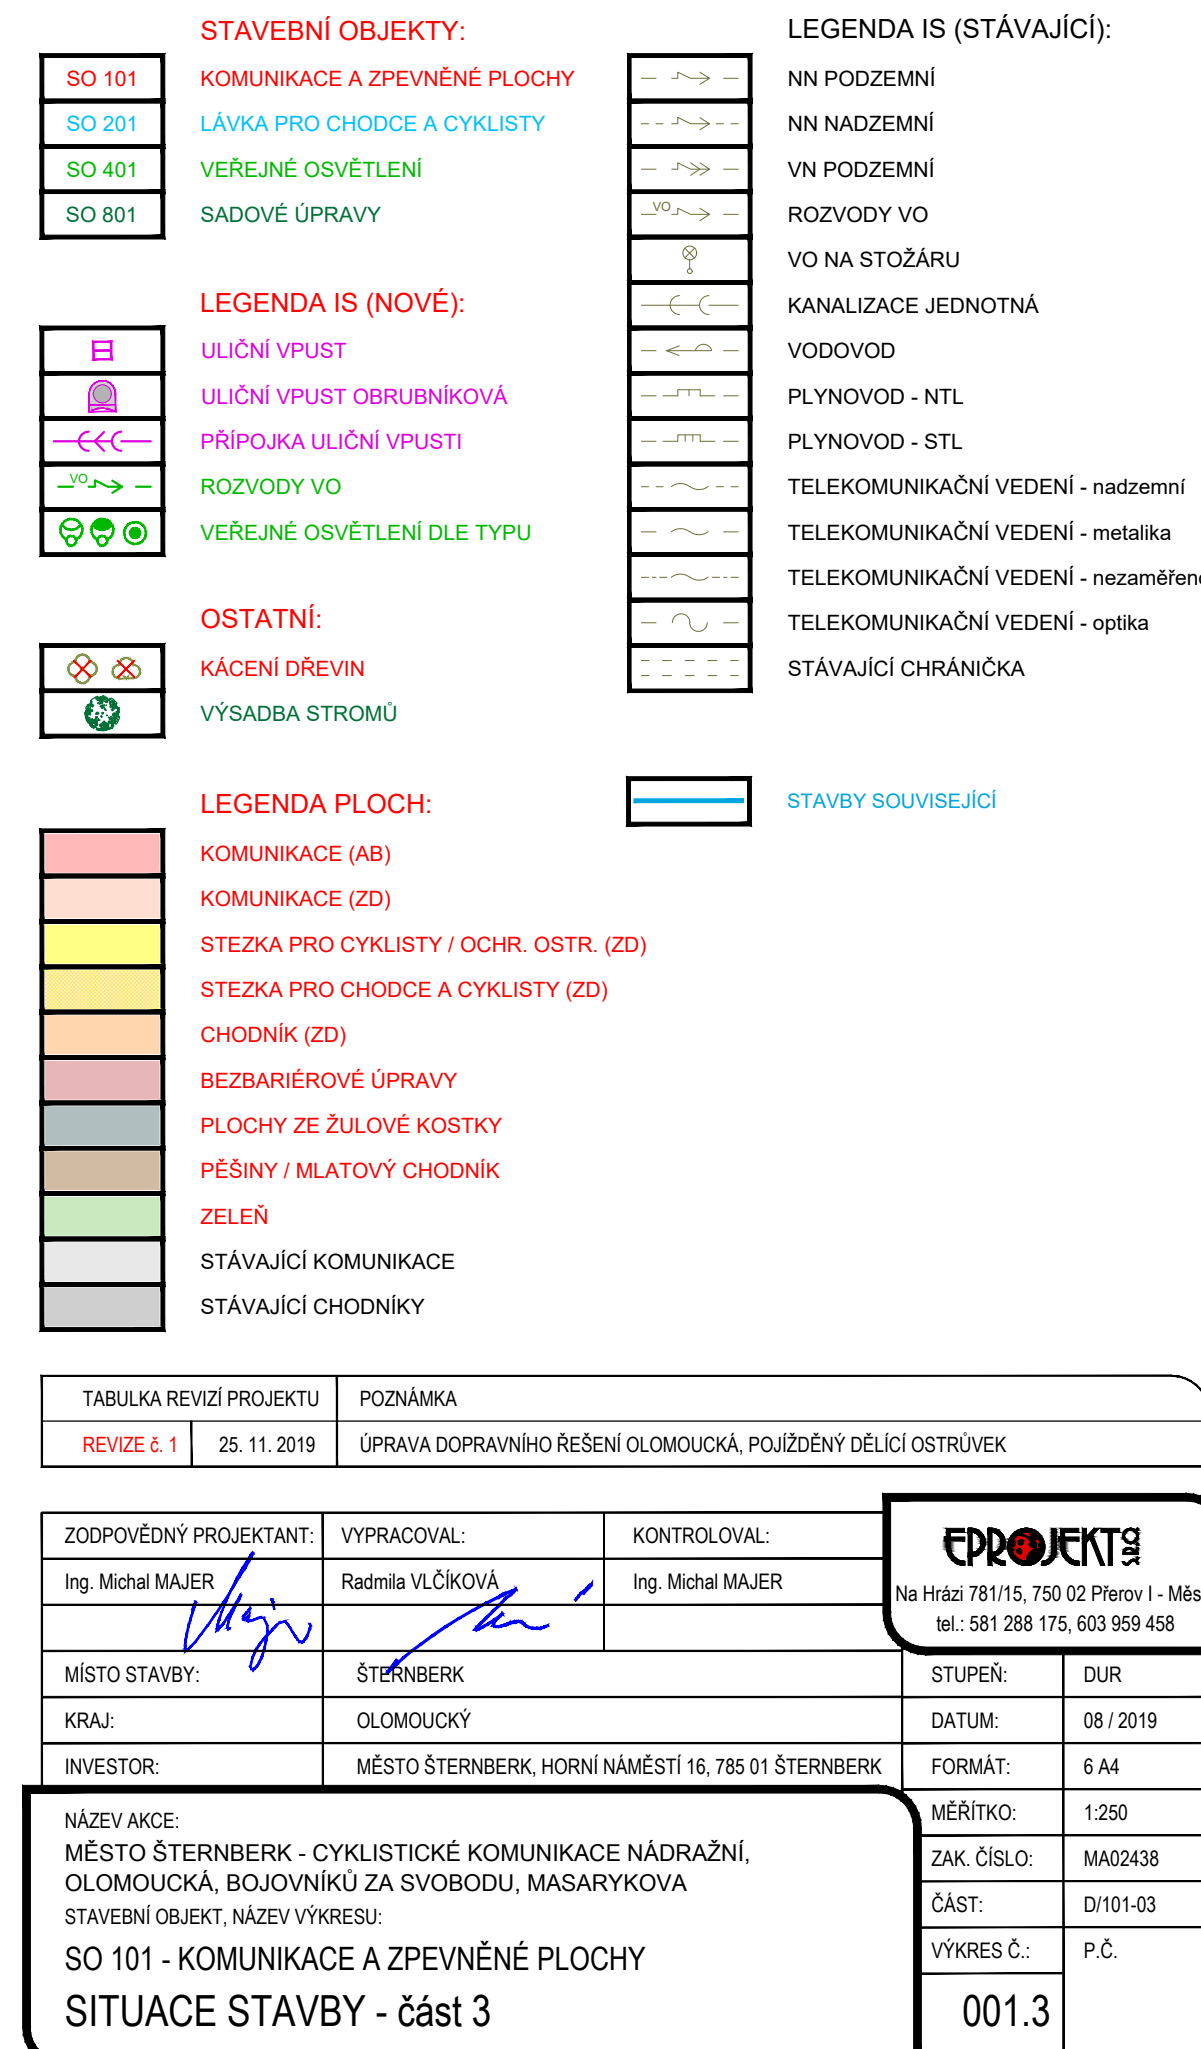 STAVEBNÍ OBJEKTY:
SO 101 KOMUNIKACE A ZPEVNĚNÉ PLOCHY
SO 201 LÁVKA PRO CHODCE A CYKLISTY
SO 401 VEŘEJNÉ OSVĚTLENÍ
SO 801 SADOVÉ ÚPRAVY
LEGENDA IS (NOVÉ):
ULIČNÍ VPUST
ULIČNÍ VPUST OBRUBNÍKOVÁ
PŘÍPOJKA ULIČNÍ VPUSTI
VO ROZVODY VO
VEŘEJNÉ OSVĚTLENÍ DLE TYPU
OSTATNÍ:
KÁCENÍ DŘEVIN
VÝSADBA STROMŮ
LEGENDA PLOCH:
KOMUNIKACE (AB)
KOMUNIKACE (ZD)
STEZKA PRO CYKLISTY / OCHR. OSTR. (ZD)
STEZKA PRO CHODCE A CYKLISTY (ZD)
CHODNÍK (ZD)
BEZBARIÉROVÉ ÚPRAVY
PLOCHY ZE ŽULOVÉ KOSTKY
PĚŠINY / MLATOVÝ CHODNÍK
ZELEŇ
STÁVAJÍCÍ KOMUNIKACE
STÁVAJÍCÍ CHODNÍKY
LEGENDA IS (STÁVAJÍCÍ):
NN PODZEMNÍ
NN NADZEMNÍ
VN PODZEMNÍ
VO ROZVODY VO
VO NA STOŽÁRU
KANALIZACE JEDNOTNÁ
VODOVOD
PLYNOVOD - NTL
PLYNOVOD - STL
TELEKOMUNIKAČNÍ VEDENÍ - nadzemní
TELEKOMUNIKAČNÍ VEDENÍ - metalika
TELEKOMUNIKAČNÍ VEDENÍ - nezaměřen
TELEKOMUNIKAČNÍ VEDENÍ - optika
STÁVAJÍCÍ CHRÁNIČKA
STAVBY SOUVISEJÍCÍ
TABULKA REVIZÍ PROJEKTU POZNÁMKA
REVIZE č. 1 25. 11. 2019 ÚPRAVA DOPRAVNÍHO ŘEŠENÍ OLOMOUCKÁ, POJÍŽDĚNÝ DĚLÍCÍ OSTRŮVEK
ZODPOVĚDNÝ PROJEKTANT: VYPRACOVAL: KONTROLOVAL:
Ing. Michal MAJER Radmila VLČÍKOVÁ Ing. Michal MAJER
EPROJEKT s.r.o.
Na Hrázi 781/15, 750 02 Přerov I - Měs
tel.: 581 288 175, 603 959 458
MÍSTO STAVBY: ŠTERNBERK STUPEŇ: DUR
KRAJ: OLOMOUCKÝ DATUM: 08 / 2019
INVESTOR: MĚSTO ŠTERNBERK, HORNÍ NÁMĚSTÍ 16, 785 01 ŠTERNBERK FORMÁT: 6 A4
MĚŘÍTKO: 1:250
ZAK. ČÍSLO: MA02438
ČÁST: D/101-03
VÝKRES Č.: P.Č.
001.3
NÁZEV AKCE:
MĚSTO ŠTERNBERK - CYKLISTICKÉ KOMUNIKACE NÁDRAŽNÍ,
OLOMOUCKÁ, BOJOVNÍKŮ ZA SVOBODU, MASARYKOVA
STAVEBNÍ OBJEKT, NÁZEV VÝKRESU:
SO 101 - KOMUNIKACE A ZPEVNĚNÉ PLOCHY
SITUACE STAVBY - část 3